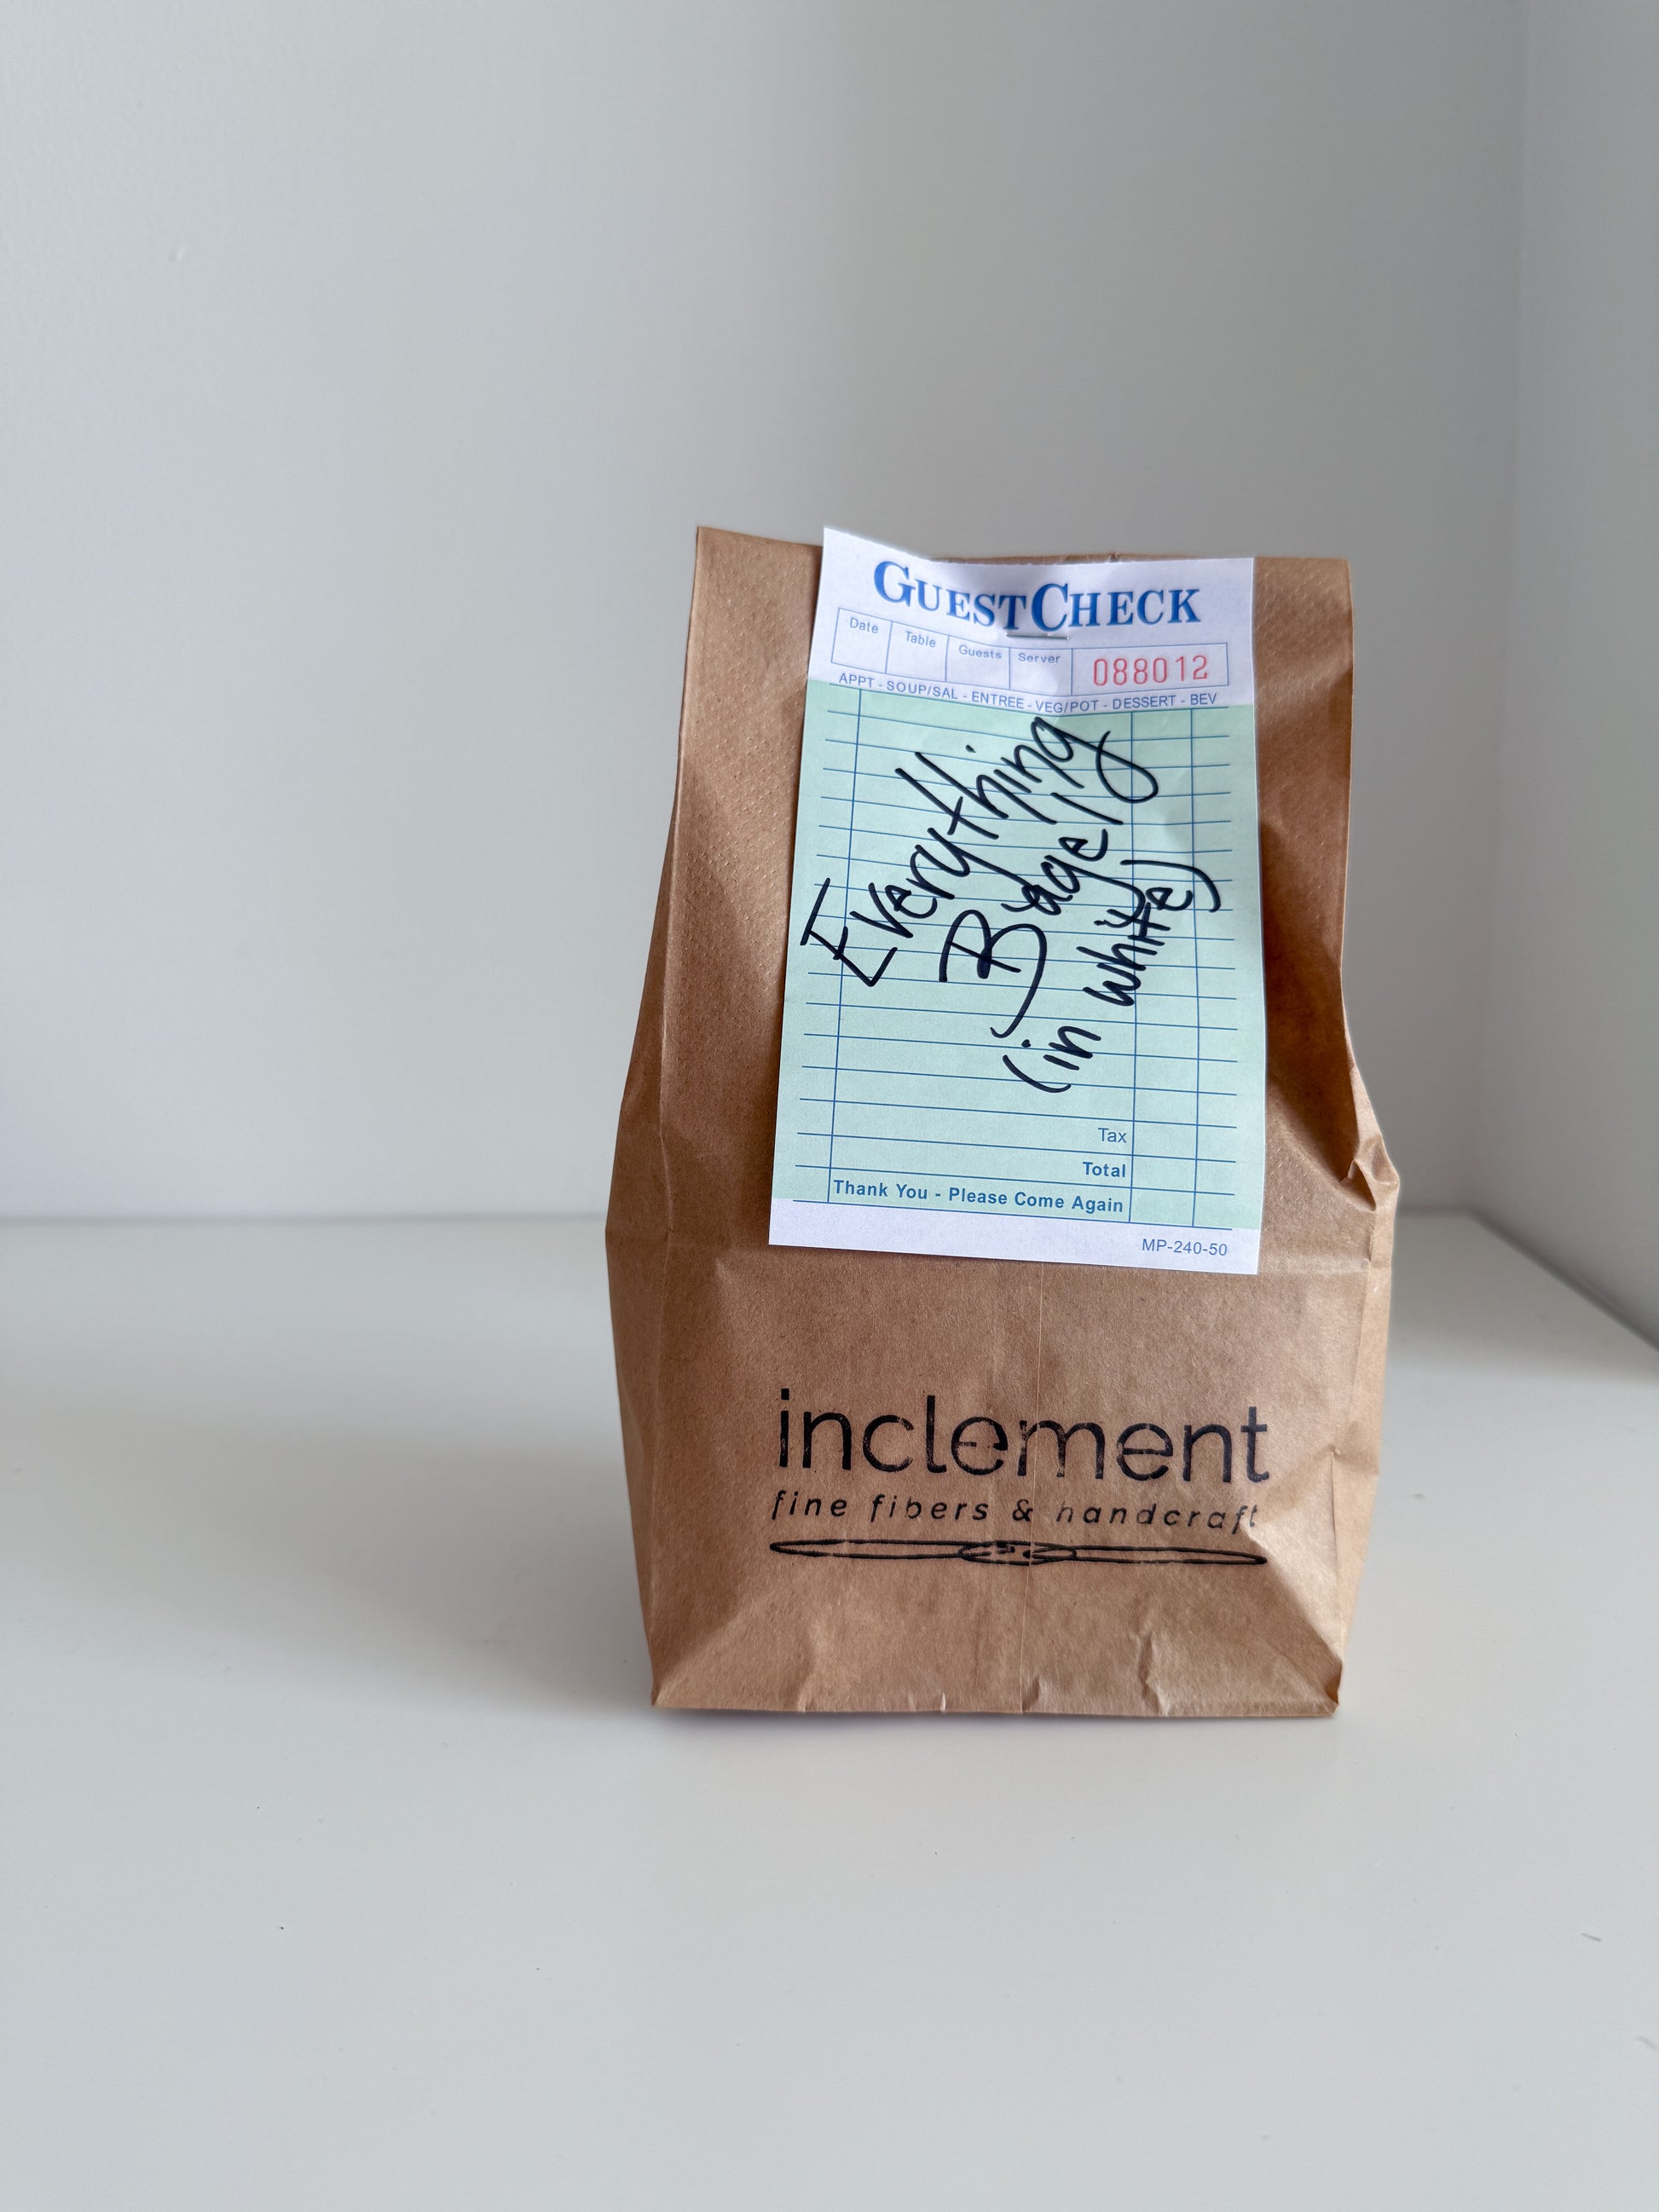 GUESTCHECK
Date Table Guests Server 088012
APPT - SOUP/SAL - ENTREE - VEG/POT - DESSERT - BEV
Everything
Bagel
(in white)
Tax
Total
Thank You - Please Come Again
MP-240-50
inclement
fine fibers & handcraft